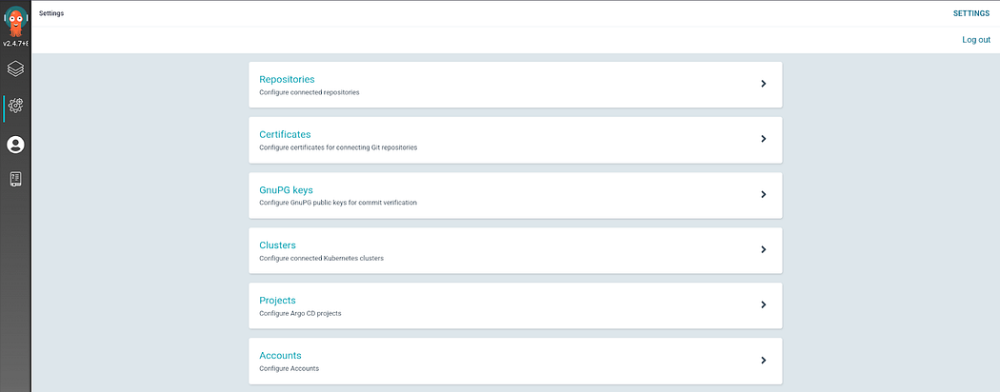 Settings
SETTINGS
v2.4.7+
Log out
Repositories
Configure connected repositories
Certificates
Configure certificates for connecting Git repositories
GnuPG keys
Configure GnuPG public keys for commit verification
Clusters
Configure connected Kubernetes clusters
Projects
Configure Argo CD projects
Accounts
Configure Accounts